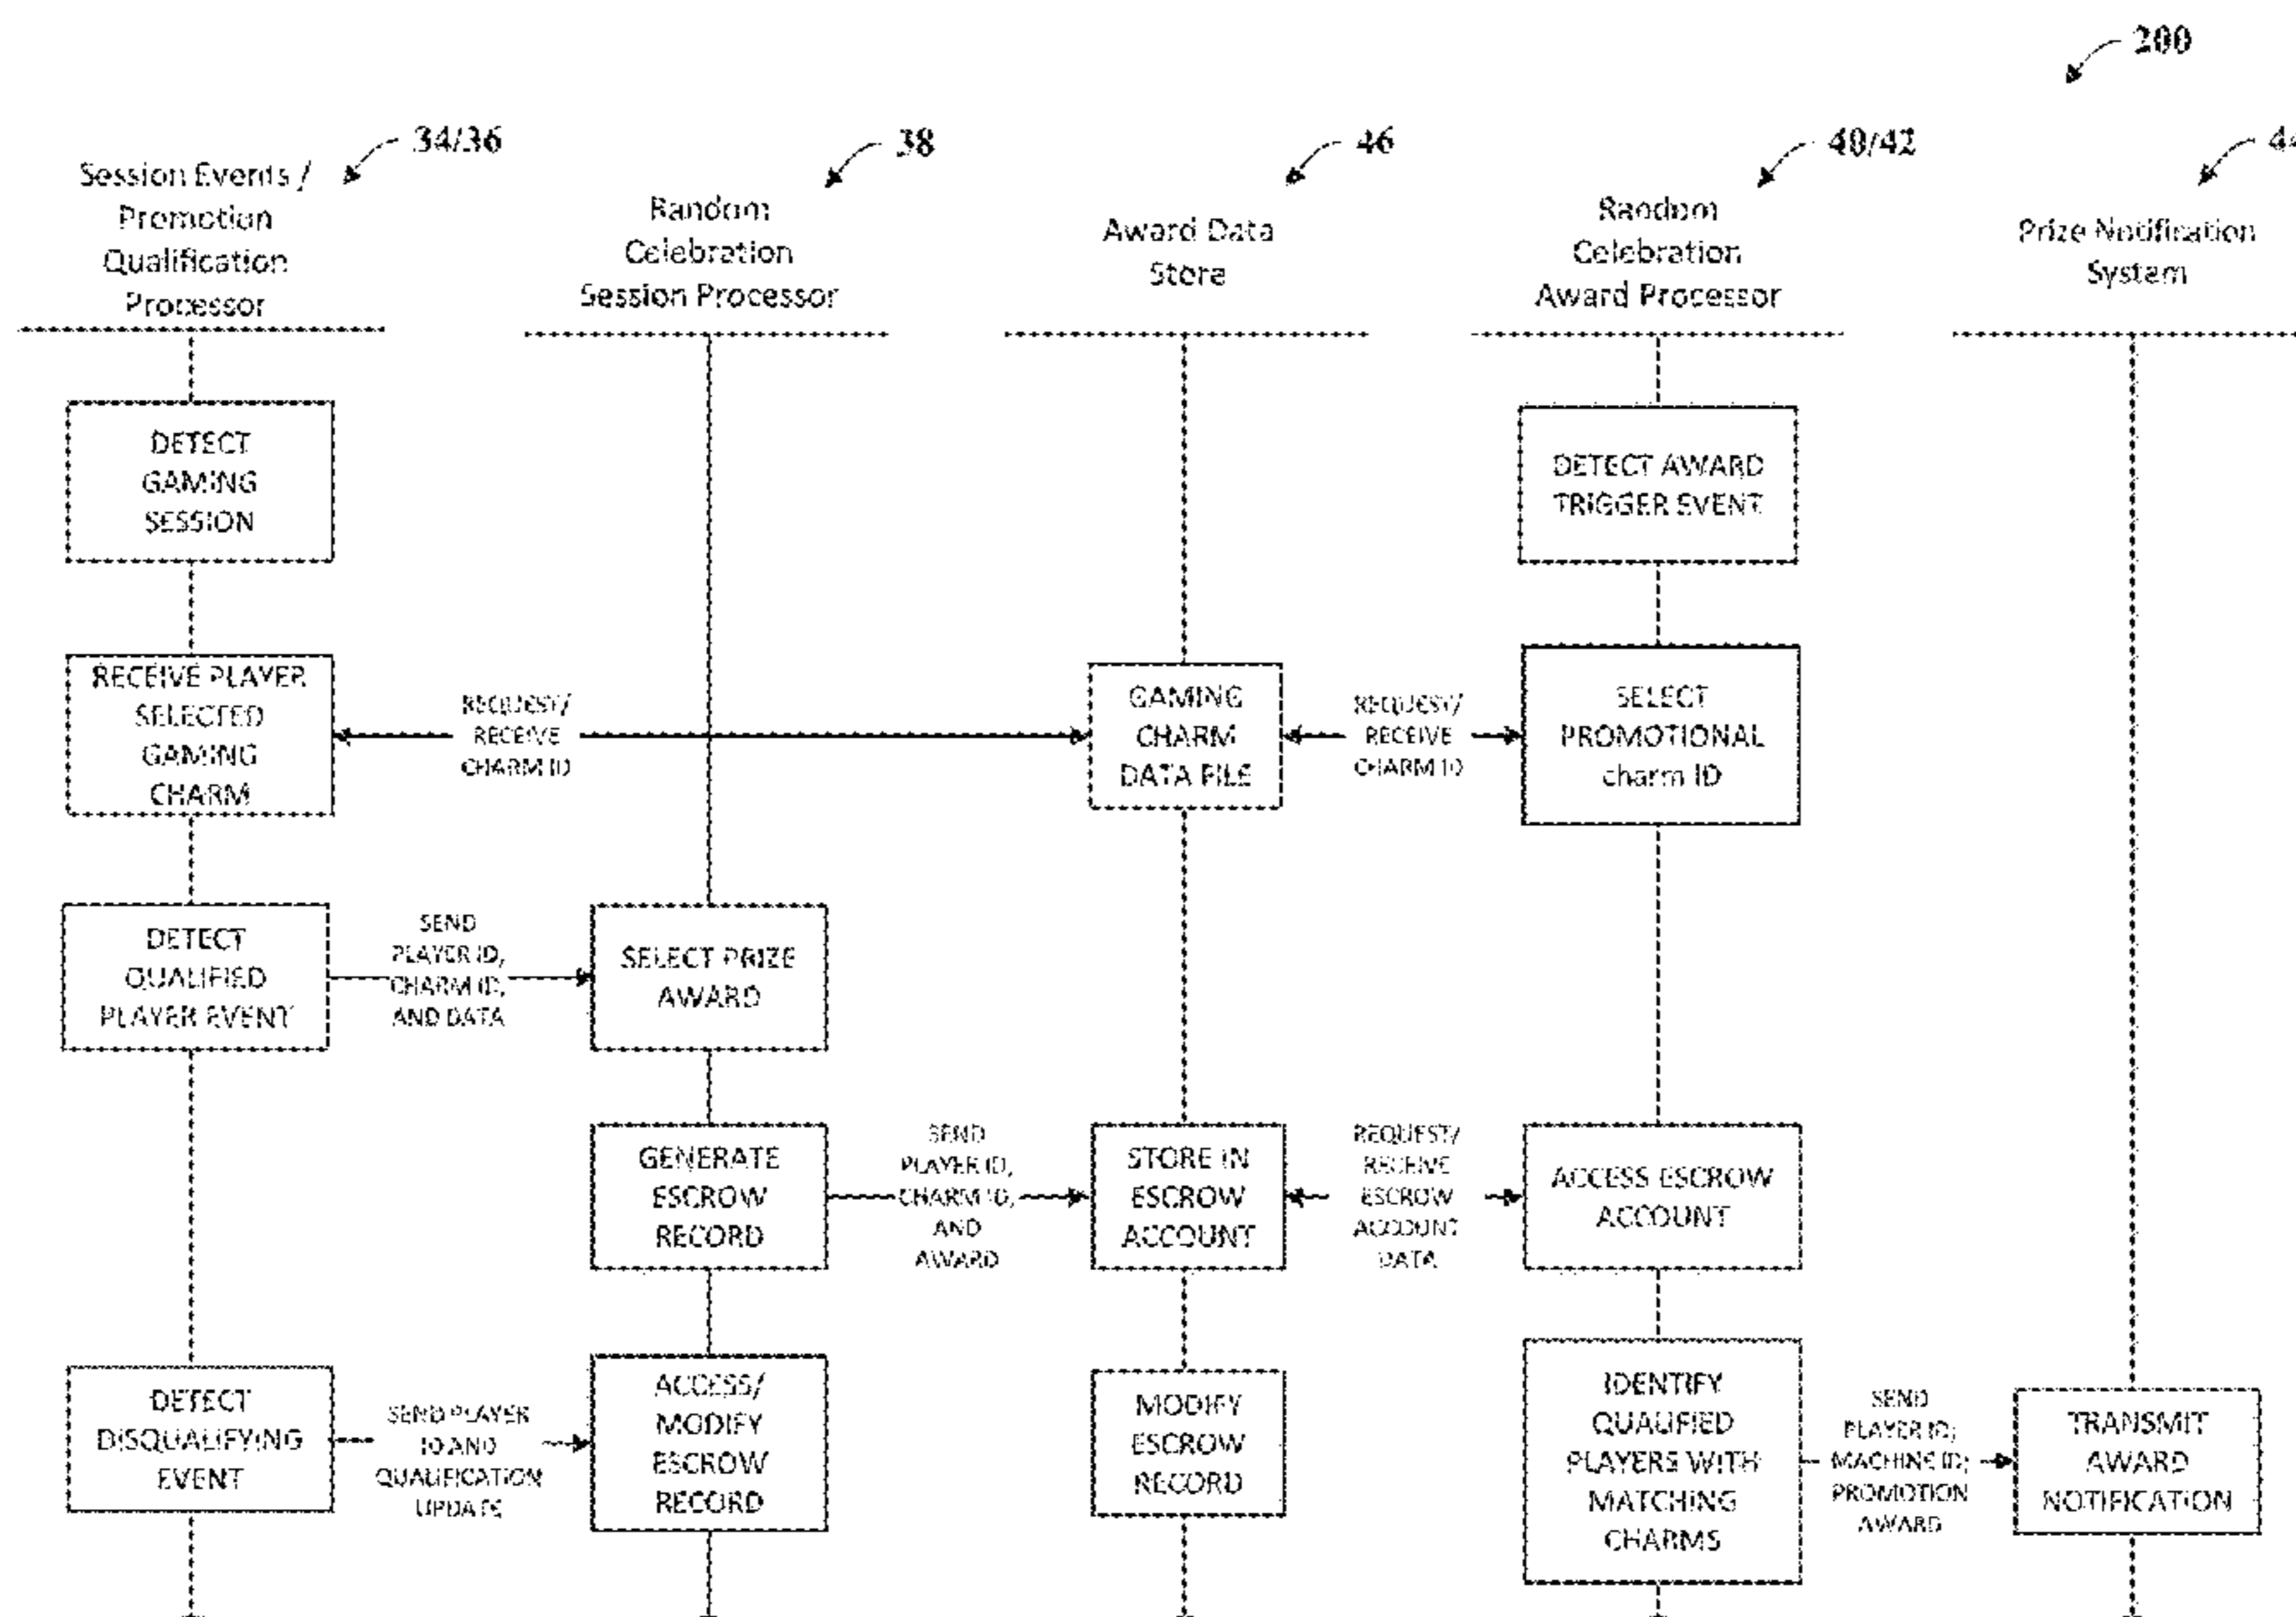 200
34/36
38
46
40/42
44
Session Events /
Promotion
Qualification
Processor
Random
Celebration
Session Processor
Award Data
Store
Random
Celebration
Award Processor
Prize Notification
System
DETECT
GAMING
SESSION
DETECT AWARD
TRIGGER EVENT
RECEIVE PLAYER
SELECTED
GAMING
CHARM
REQUEST/
RECEIVE
CHARM ID
GAMING
CHARM
DATA FILE
REQUEST/
RECEIVE
CHARM ID
SELECT
PROMOTIONAL
charm ID
DETECT
QUALIFIED
PLAYER EVENT
SEND
PLAYER ID,
CHARM ID,
AND DATA
SELECT PRIZE
AWARD
GENERATE
ESCROW
RECORD
SEND
PLAYER ID,
CHARM ID,
AND
AWARD
STORE IN
ESCROW
ACCOUNT
REQUEST/
RECEIVE
ESCROW
ACCOUNT
DATA
ACCESS ESCROW
ACCOUNT
DETECT
DISQUALIFYING
EVENT
SEND PLAYER
ID AND
QUALIFICATION
UPDATE
ACCESS/
MODIFY
ESCROW
RECORD
MODIFY
ESCROW
RECORD
IDENTIFY
QUALIFIED
PLAYERS WITH
MATCHING
CHARMS
SEND
PLAYER ID;
MACHINE ID;
PROMOTION
AWARD
TRANSMIT
AWARD
NOTIFICATION